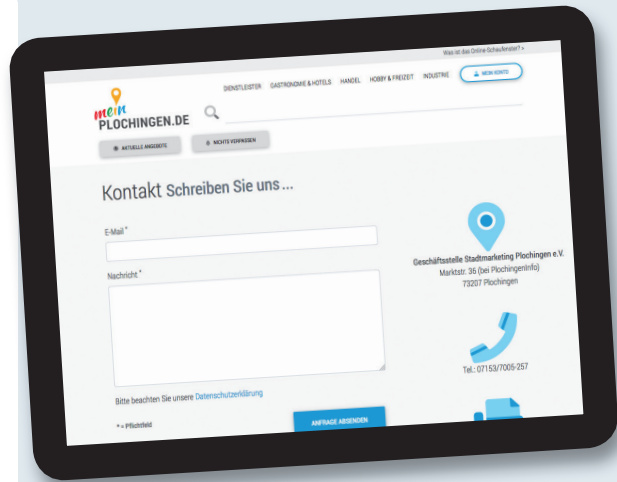 Was ist das Online-Schaufenster? >
mein
PLOCHINGEN.DE
DIENSTLEISTER GASTRONOMIE & HOTELS HANDEL HOBBY & FREIZEIT INDUSTRIE MEIN KONTO
AKTUELLE ANGEBOTE NICHTS VERPASSEN
Kontakt Schreiben Sie uns ...
E-Mail *
Nachricht *
Bitte beachten Sie unsere Datenschutzerklärung
* = Pflichtfeld
ANFRAGE ABSENDEN
Geschäftsstelle Stadtmarketing Plochingen e.V.
Marktstr. 36 (bei PlochingenInfo)
73207 Plochingen
Tel.: 07153/7005-257